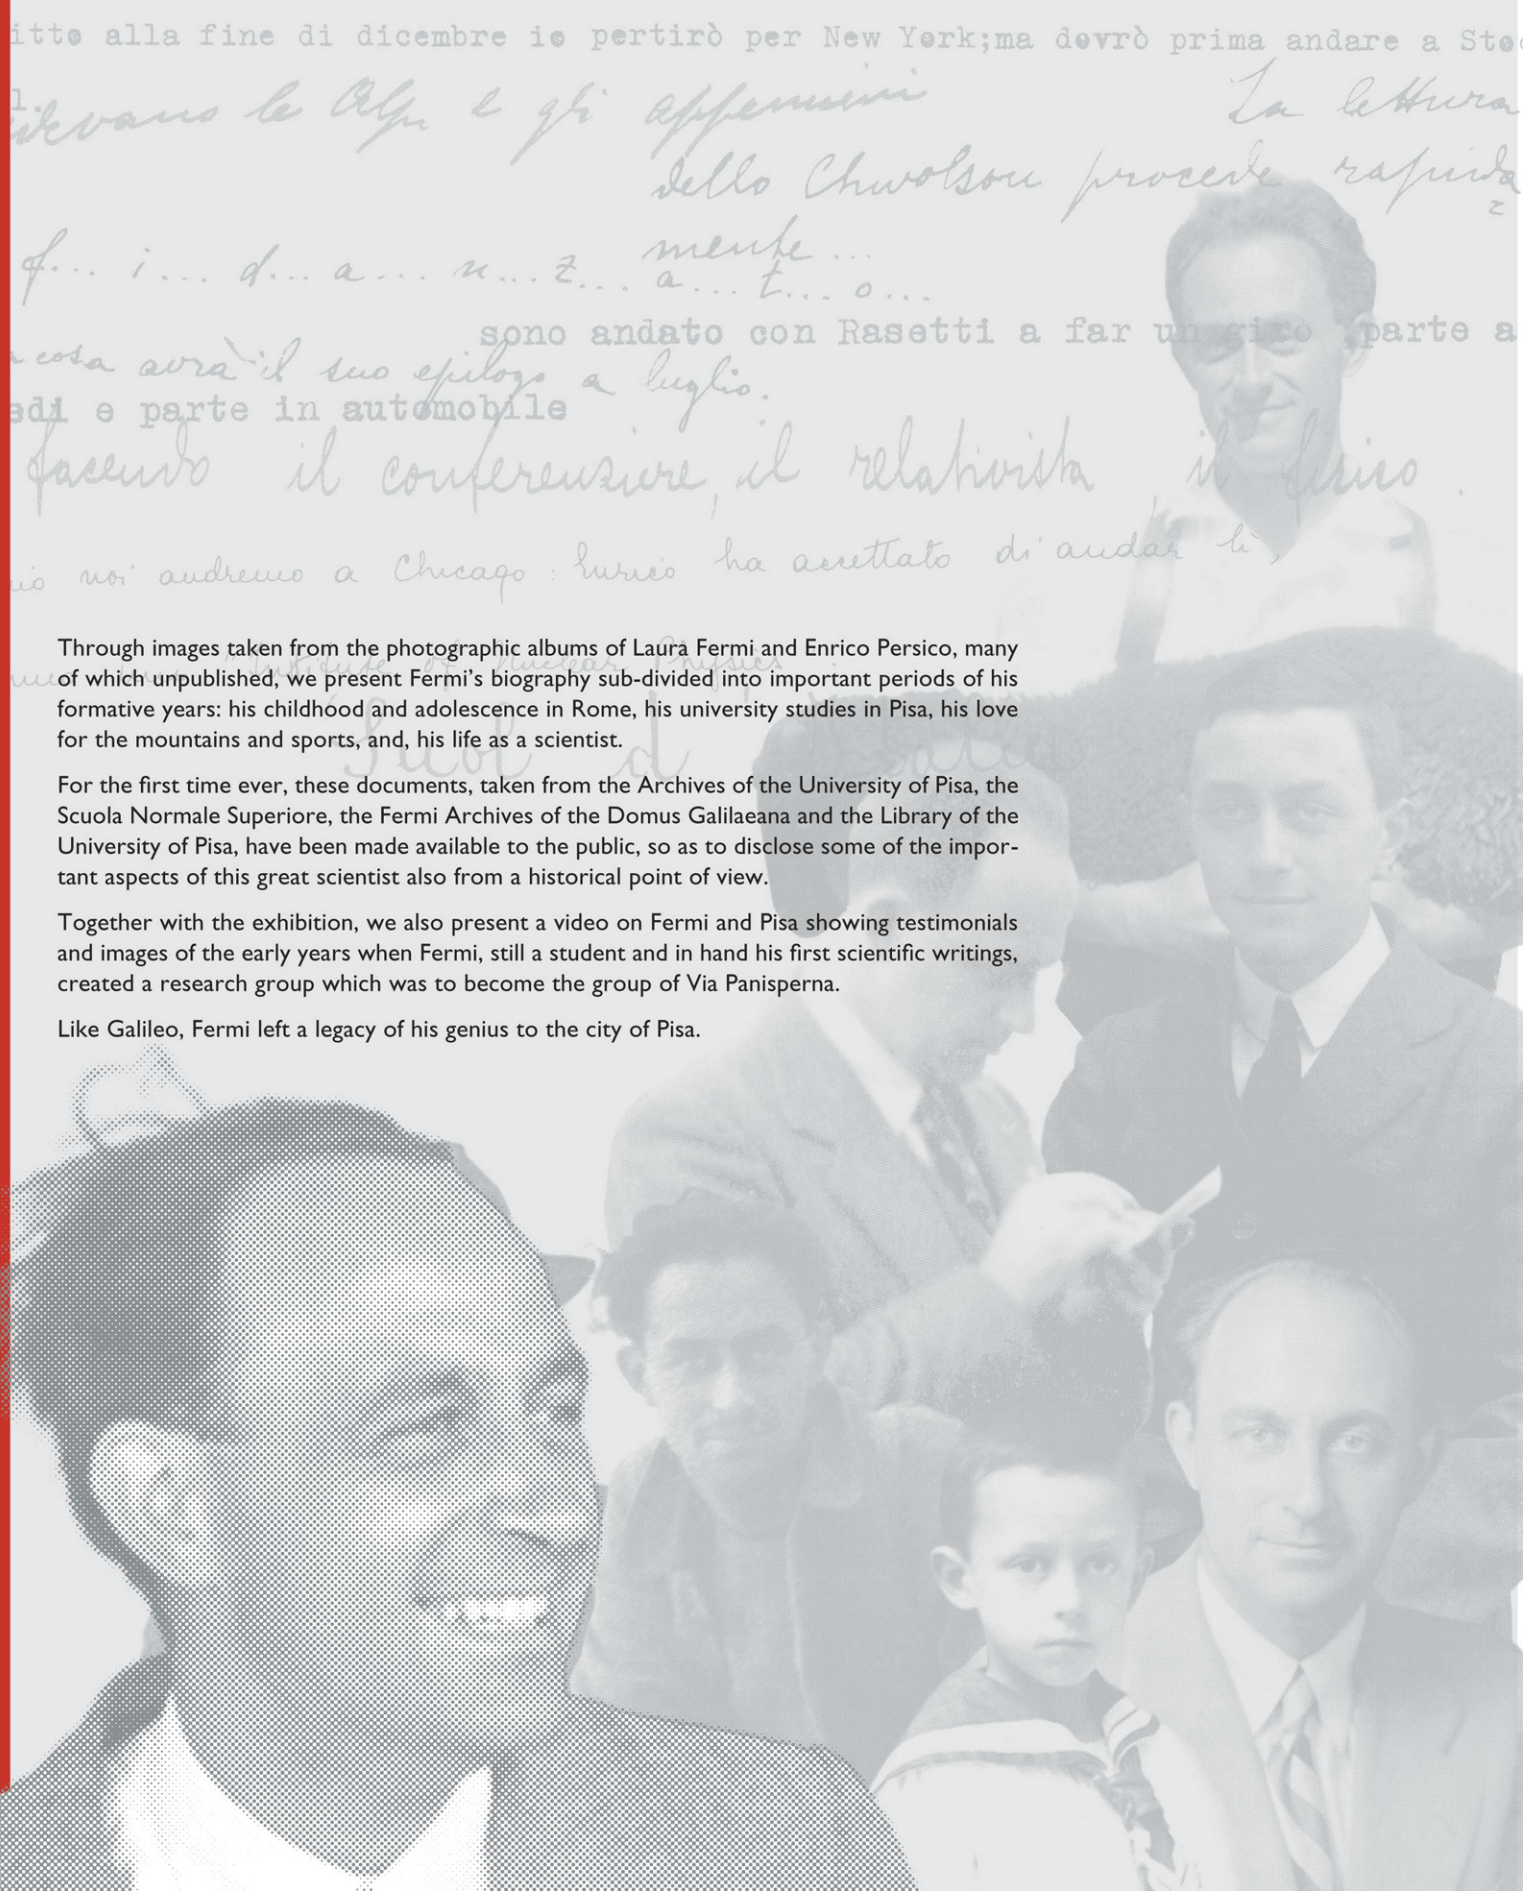 itto alla fine di dicembre io pertirò per New York;ma dovrò prima andare a Sto
l.
le Alpi e gli appennini
La lettura
dello Chwolson procede rapida
mente...
f... i... d... a... n... z... a... t... o...
sono andato con Rasetti a far un giro ,parte a
cosa avrà il suo epilogo a luglio.
edi e parte in automobile
facendo il conferenziere, il relativista, il fisico.
noi andremo a Chicago: Enrico ha accettato di andar lì,
Through images taken from the photographic albums of Laura Fermi and Enrico Persico, many
Institute of Nuclear Physics
of which unpublished, we present Fermi's biography sub-divided into important periods of his
formative years: his childhood and adolescence in Rome, his university studies in Pisa, his love
for the mountains and sports, and, his life as a scientist.
For the first time ever, these documents, taken from the Archives of the University of Pisa, the
Scuola Normale Superiore, the Fermi Archives of the Domus Galilaeana and the Library of the
University of Pisa, have been made available to the public, so as to disclose some of the impor-
tant aspects of this great scientist also from a historical point of view.
Together with the exhibition, we also present a video on Fermi and Pisa showing testimonials
and images of the early years when Fermi, still a student and in hand his first scientific writings,
created a research group which was to become the group of Via Panisperna.
Like Galileo, Fermi left a legacy of his genius to the city of Pisa.